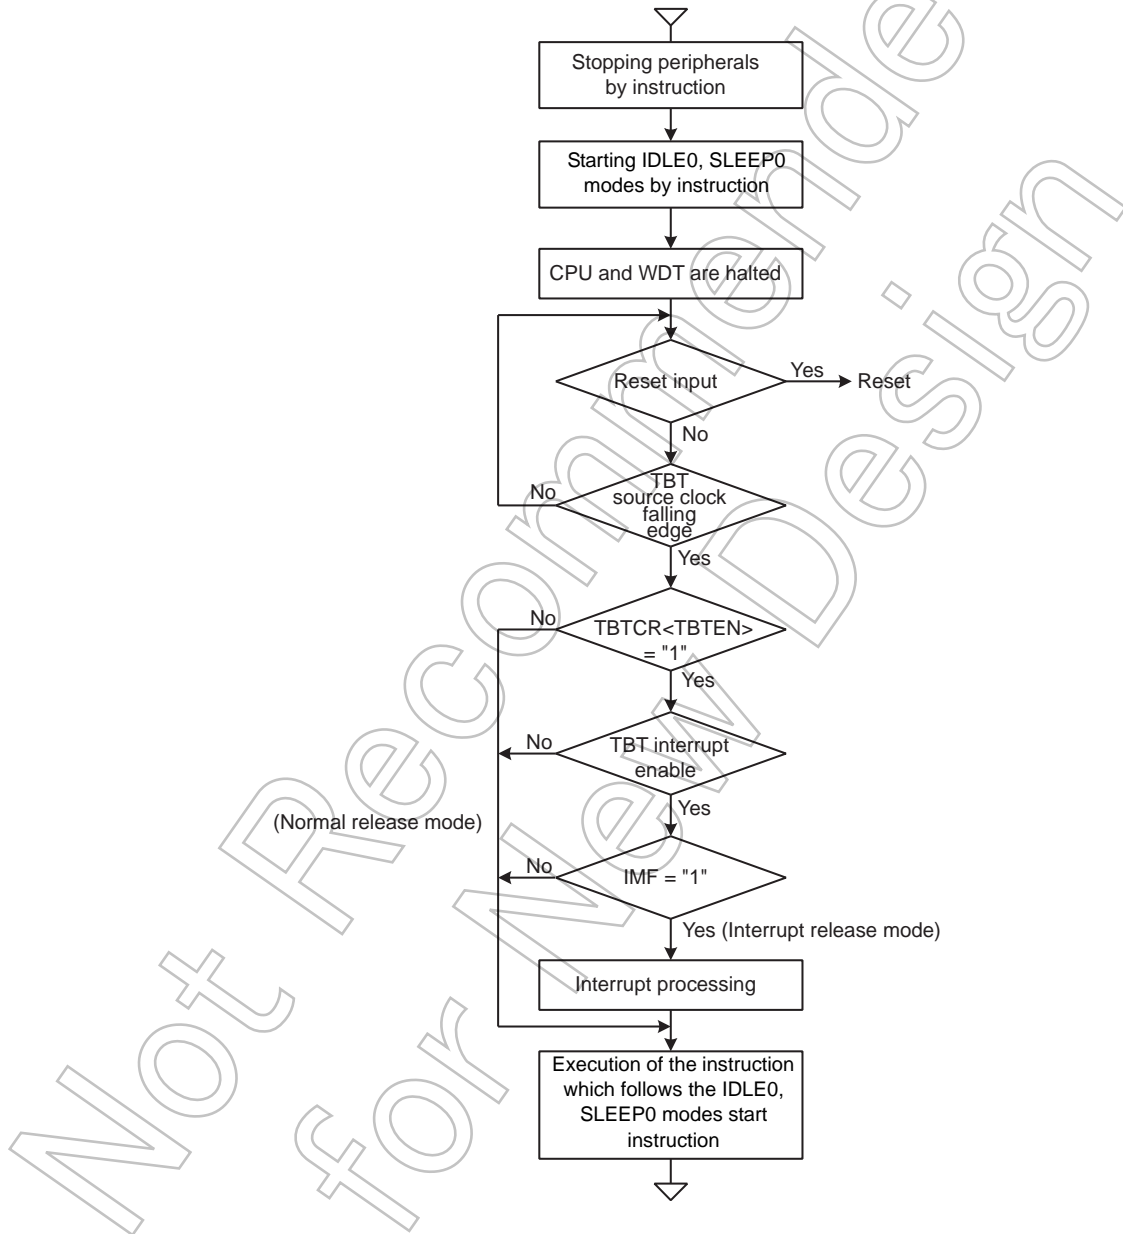 Stopping peripherals
by instruction
Starting IDLE0, SLEEP0
modes by instruction
CPU and WDT are halted
Reset input
Yes
Reset
No
No
TBT
source clock
falling
edge
Yes
No
TBTCR<TBTEN>
= "1"
Yes
No
TBT interrupt
enable
Yes
(Normal release mode)
No
IMF = "1"
Yes (Interrupt release mode)
Interrupt processing
Execution of the instruction
which follows the IDLE0,
SLEEP0 modes start
instruction
Not Recommende
for New Design